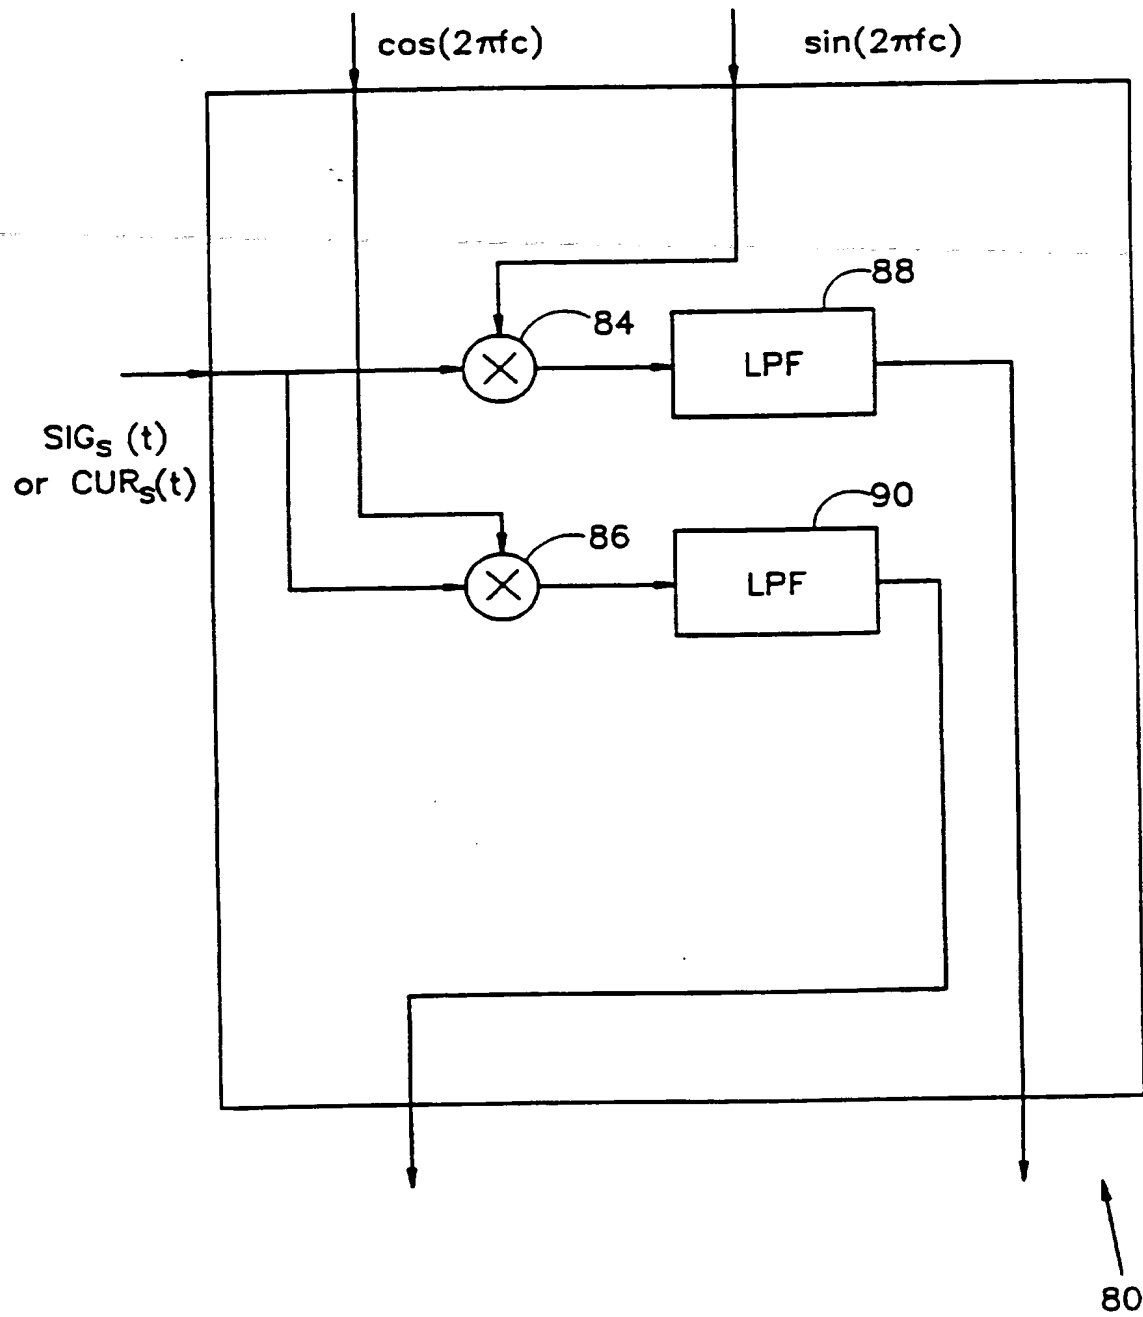 cos(2πfc)
sin(2πfc)
88
84
LPF
SIGs (t)
or CURs(t)
90
86
LPF
80